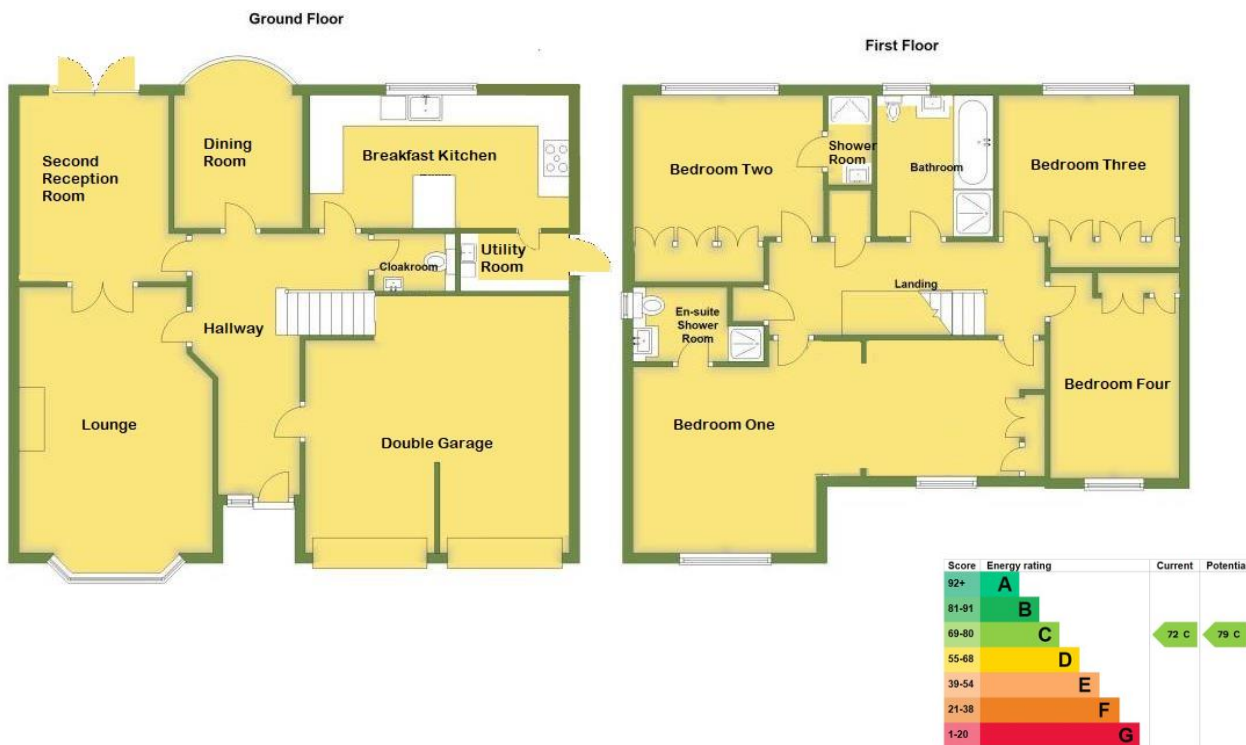 Ground Floor
First Floor
Second
Reception
Room
Dining
Room
Breakfast Kitchen
Cloakroom
Utility
Room
Hallway
Lounge
Double Garage
Bedroom Two
Shower
Room
Bathroom
Bedroom Three
Landing
En-suite
Shower
Room
Bedroom One
Bedroom Four
Score Energy rating Current Potential
92+ A
81-91 B
69-80 C 72 C 79 C
55-68 D
39-54 E
21-38 F
1-20 G